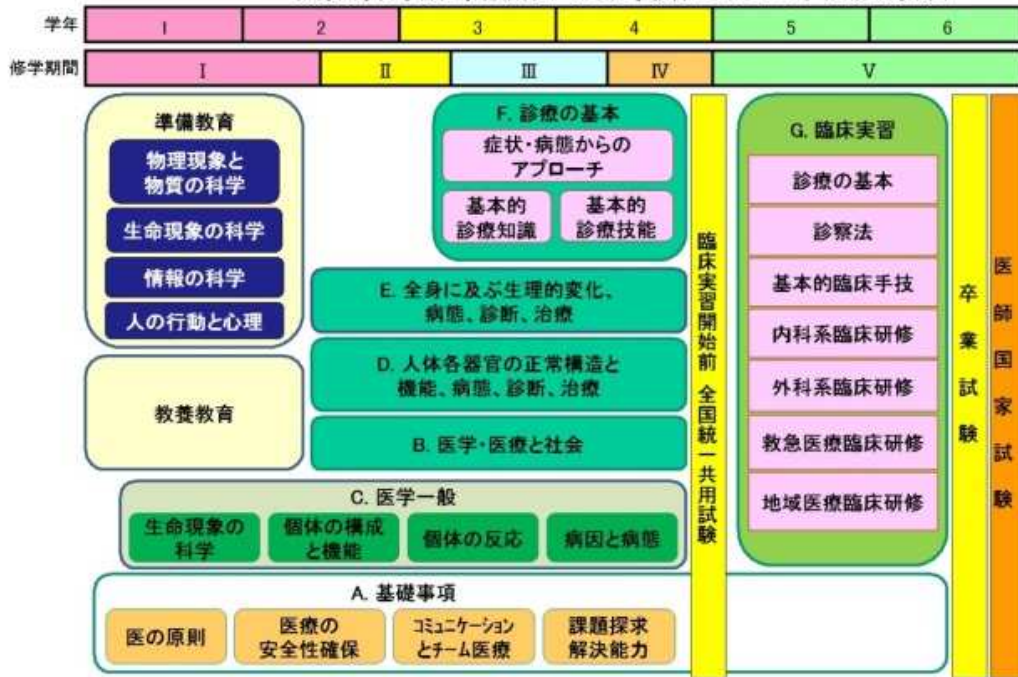 学年
1
2
3
4
5
6
修学期間
Ⅰ
Ⅱ
Ⅲ
Ⅳ
Ⅴ
準備教育
物理現象と
物質の科学
生命現象の科学
情報の科学
人の行動と心理
教養教育
F. 診療の基本
症状・病態からの
アプローチ
基本的
診療知識
基本的
診療技能
E. 全身に及ぶ生理的変化、
病態、診断、治療
D. 人体各器官の正常構造と
機能、病態、診断、治療
B. 医学・医療と社会
C. 医学一般
生命現象の
科学
個体の構成
と機能
個体の反応
病因と病態
A. 基礎事項
医の原則
医療の
安全性確保
コミュニケーション
とチーム医療
課題探求
解決能力
臨床実習開始前 全国統一共用試験
G. 臨床実習
診療の基本
診察法
基本的臨床手技
内科系臨床研修
外科系臨床研修
救急医療臨床研修
地域医療臨床研修
卒業試験
医師国家試験